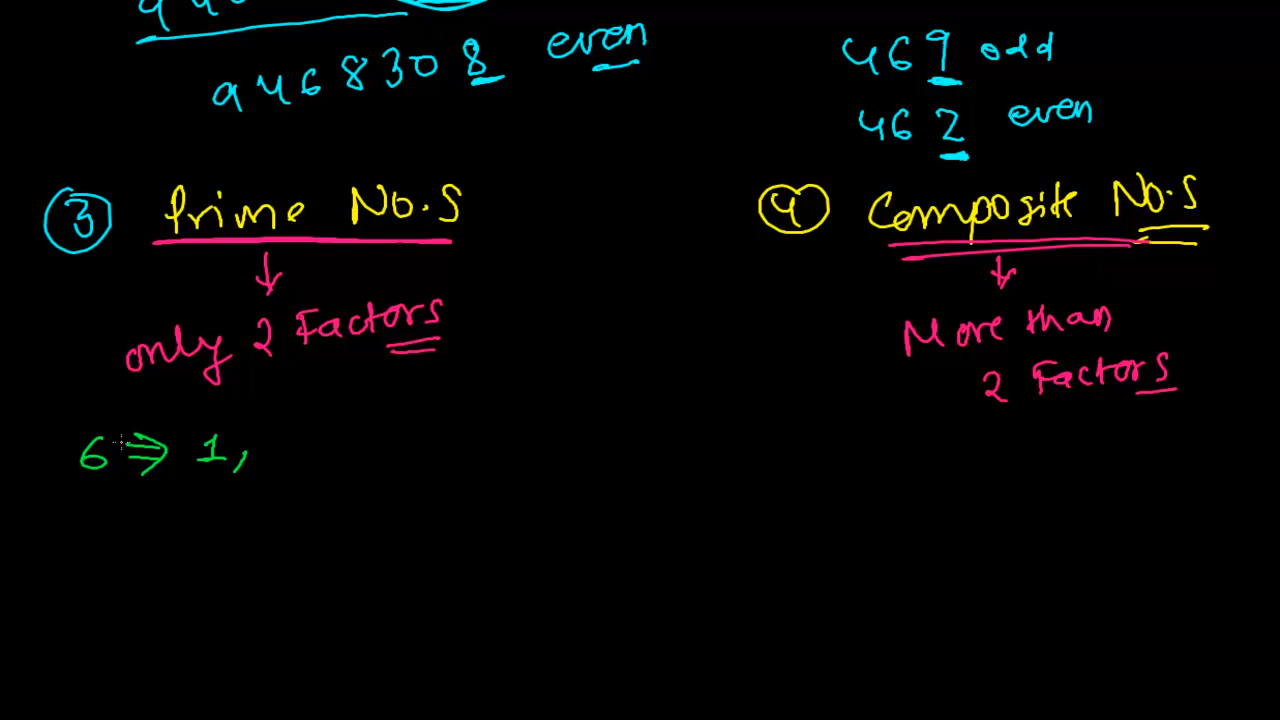 9468308 even
469 odd
462 even
3 Prime No.s
only 2 Factors
6 ⇒ 1,
4 Composite No.s
More than
2 Factors